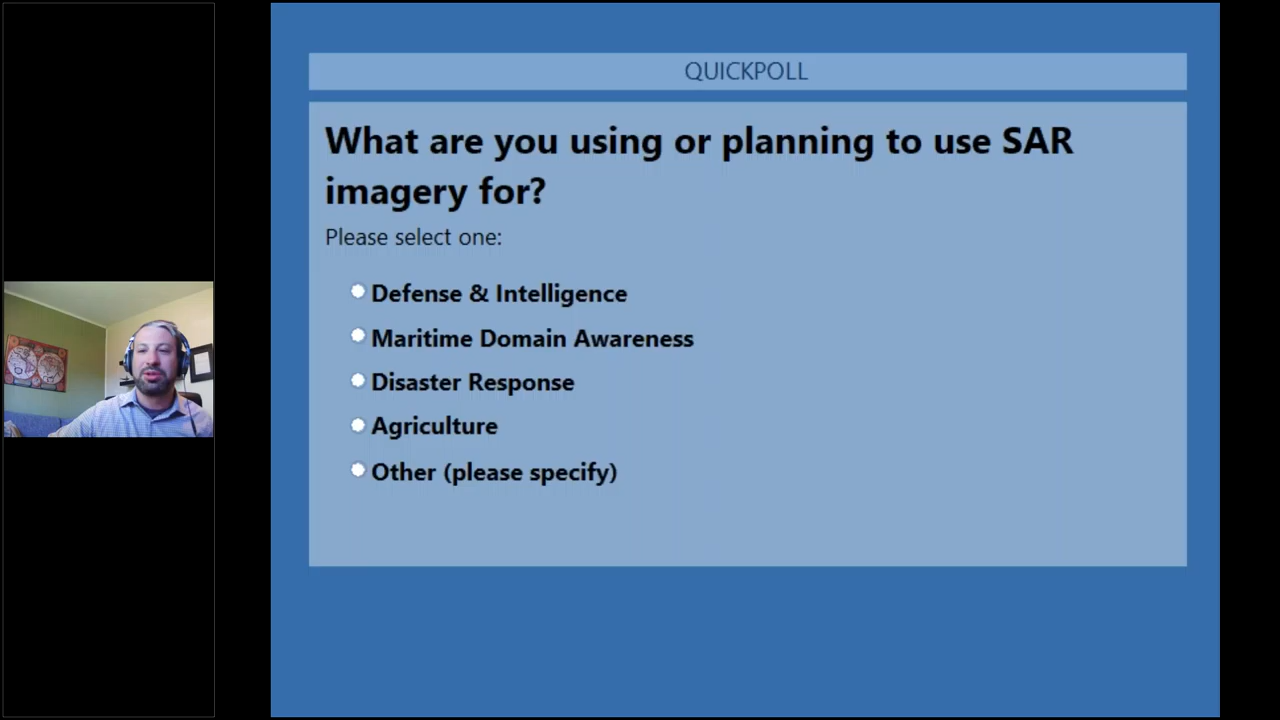 QUICKPOLL
What are you using or planning to use SAR
imagery for?
Please select one:
Defense & Intelligence
Maritime Domain Awareness
Disaster Response
Agriculture
Other (please specify)